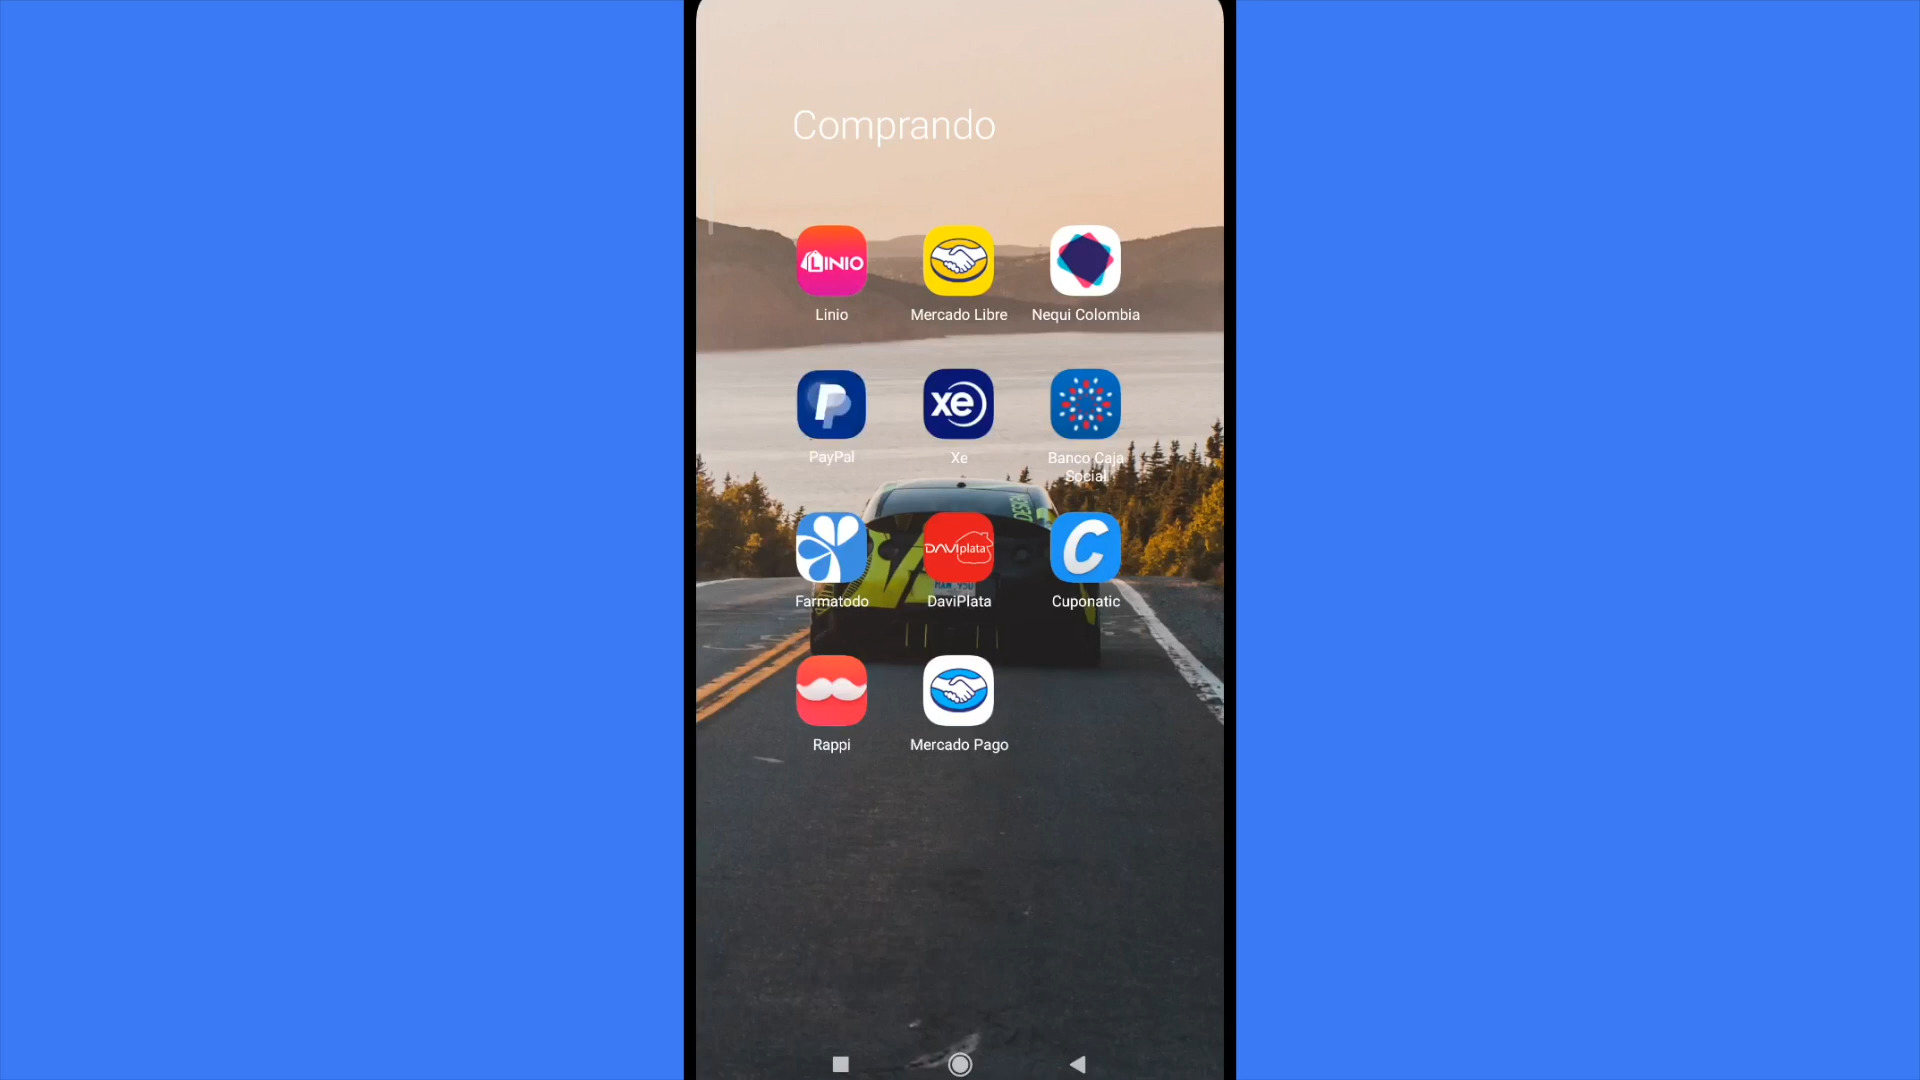 Comprando
LINIO
Linio
Mercado Libre
Nequi Colombia
PayPal
xe
Xe
Banco Caja
Social
DESIGN
DAVIplata
Farmatodo
DaviPlata
Cuponatic
Rappi
Mercado Pago